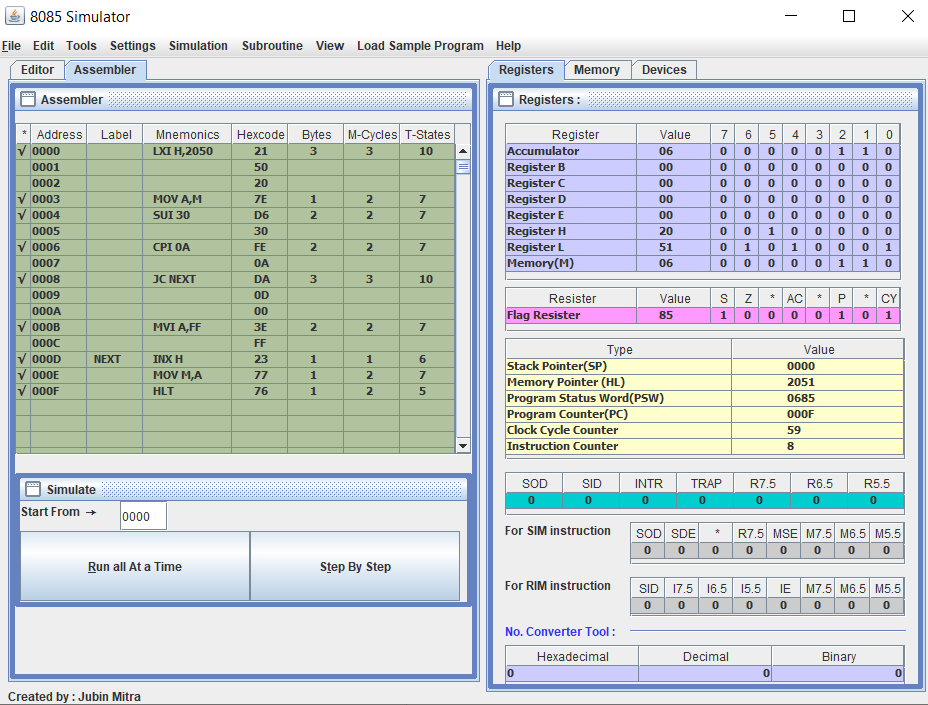 8085 Simulator
File Edit Tools Settings Simulation Subroutine View Load Sample Program Help
Editor Assembler
Assembler
* Address Label Mnemonics Hexcode Bytes M-Cycles T-States
√ 0000 LXI H,2050 21 3 3 10
0001 50
0002 20
√ 0003 MOV A,M 7E 1 2 7
√ 0004 SUI 30 D6 2 2 7
0005 30
√ 0006 CPI 0A FE 2 2 7
0007 0A
√ 0008 JC NEXT DA 3 3 10
0009 0D
000A 00
√ 000B MVI A,FF 3E 2 2 7
000C FF
√ 000D NEXT INX H 23 1 1 6
√ 000E MOV M,A 77 1 2 7
√ 000F HLT 76 1 2 5
Simulate
Start From → 0000
Run all At a Time Step By Step
Created by : Jubin Mitra
Registers Memory Devices
Registers :
Register Value 7 6 5 4 3 2 1 0
Accumulator 06 0 0 0 0 0 1 1 0
Register B 00 0 0 0 0 0 0 0 0
Register C 00 0 0 0 0 0 0 0 0
Register D 00 0 0 0 0 0 0 0 0
Register E 00 0 0 0 0 0 0 0 0
Register H 20 0 0 1 0 0 0 0 0
Register L 51 0 1 0 1 0 0 0 1
Memory(M) 06 0 0 0 0 0 1 1 0
Resister Value S Z * AC * P * CY
Flag Resister 85 1 0 0 0 0 1 0 1
Type Value
Stack Pointer(SP) 0000
Memory Pointer (HL) 2051
Program Status Word(PSW) 0685
Program Counter(PC) 000F
Clock Cycle Counter 59
Instruction Counter 8
SOD SID INTR TRAP R7.5 R6.5 R5.5
0 0 0 0 0 0 0
For SIM instruction
SOD SDE * R7.5 MSE M7.5 M6.5 M5.5
0 0 0 0 0 0 0 0
For RIM instruction
SID I7.5 I6.5 I5.5 IE M7.5 M6.5 M5.5
0 0 0 0 0 0 0 0
No. Converter Tool :
Hexadecimal Decimal Binary
0 0 0